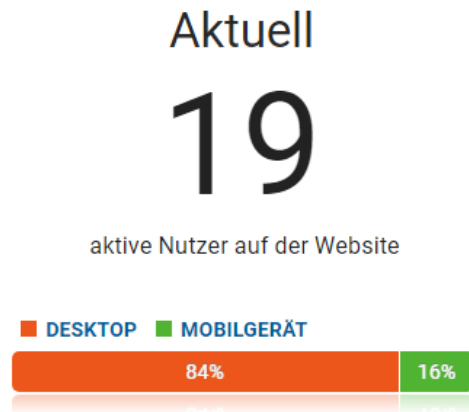 Aktuell
19
aktive Nutzer auf der Website
DESKTOP MOBILGERÄT
84% 16%